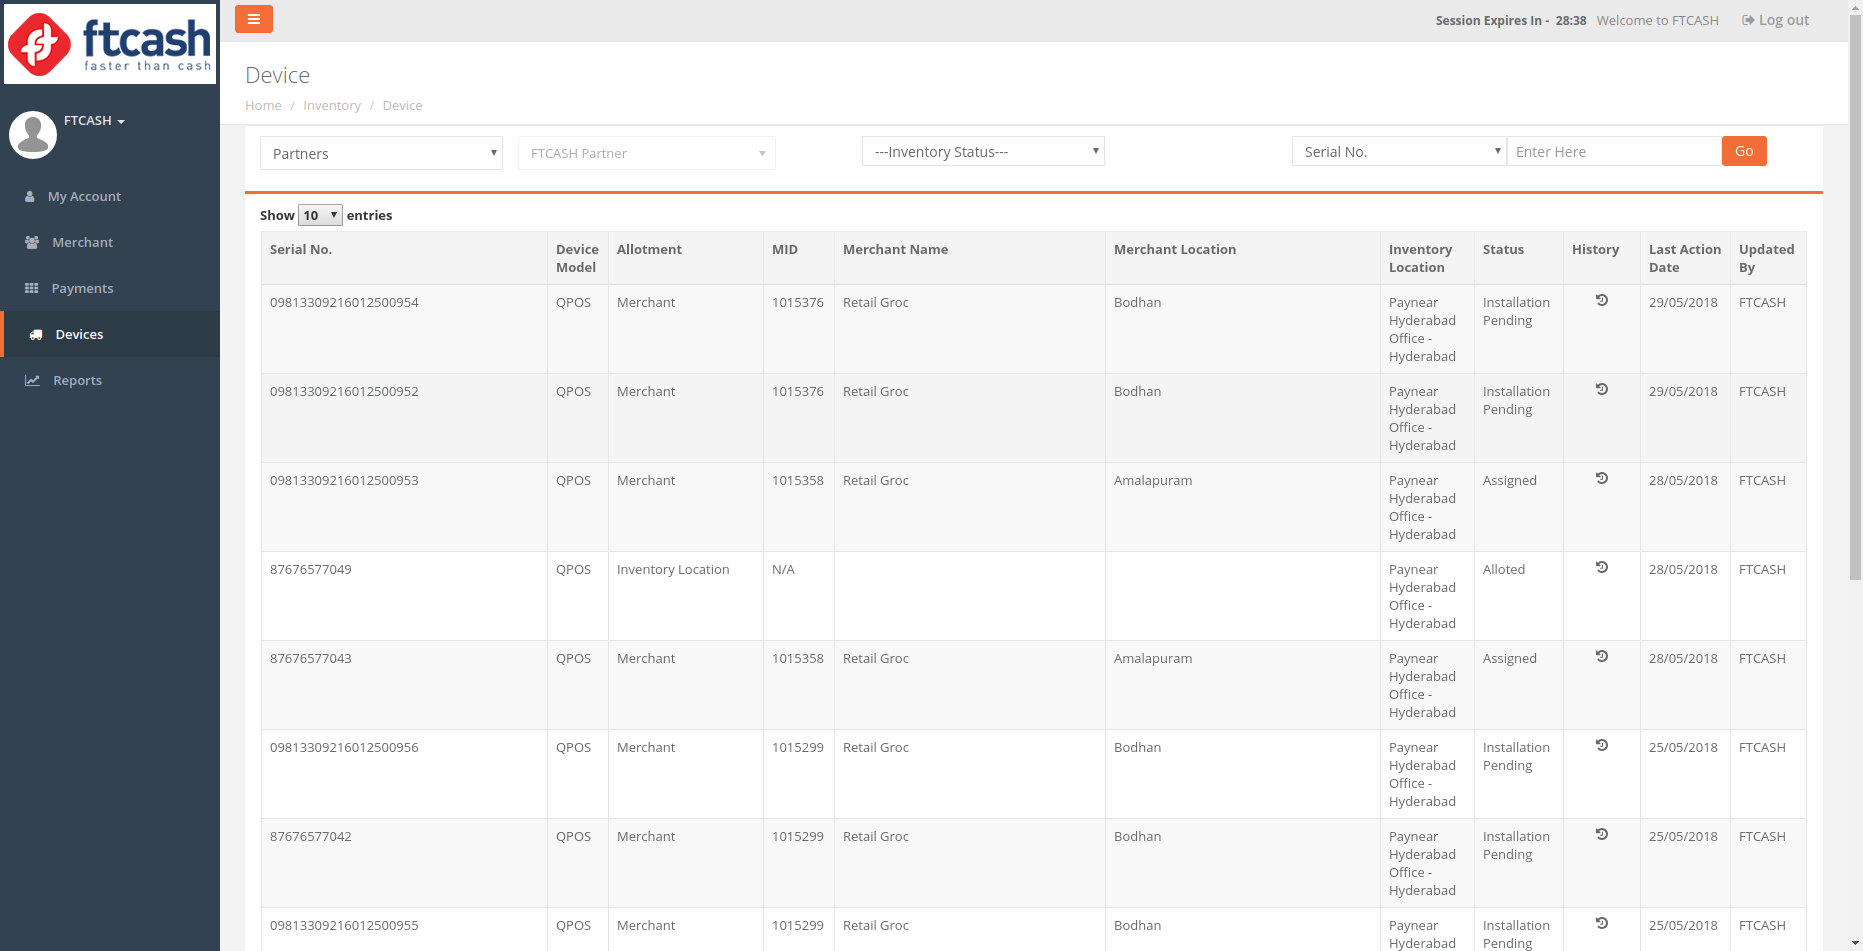 ftcash
faster than cash
Session Expires In - 28:38 Welcome to FTCASH Log out
FTCASH
My Account
Merchant
Payments
Devices
Reports
Device
Home / Inventory / Device
Partners FTCASH Partner ---Inventory Status--- Serial No. Enter Here Go
Show 10 entries
Serial No. Device Model Allotment MID Merchant Name Merchant Location Inventory Location Status History Last Action Date Updated By
09813309216012500954 QPOS Merchant 1015376 Retail Groc Bodhan Paynear Hyderabad Office - Hyderabad Installation Pending 29/05/2018 FTCASH
09813309216012500952 QPOS Merchant 1015376 Retail Groc Bodhan Paynear Hyderabad Office - Hyderabad Installation Pending 29/05/2018 FTCASH
09813309216012500953 QPOS Merchant 1015358 Retail Groc Amalapuram Paynear Hyderabad Office - Hyderabad Assigned 28/05/2018 FTCASH
87676577049 QPOS Inventory Location N/A Paynear Hyderabad Office - Hyderabad Alloted 28/05/2018 FTCASH
87676577043 QPOS Merchant 1015358 Retail Groc Amalapuram Paynear Hyderabad Office - Hyderabad Assigned 28/05/2018 FTCASH
09813309216012500956 QPOS Merchant 1015299 Retail Groc Bodhan Paynear Hyderabad Office - Hyderabad Installation Pending 25/05/2018 FTCASH
87676577042 QPOS Merchant 1015299 Retail Groc Bodhan Paynear Hyderabad Office - Hyderabad Installation Pending 25/05/2018 FTCASH
09813309216012500955 QPOS Merchant 1015299 Retail Groc Bodhan Paynear Hyderabad Installation Pending 25/05/2018 FTCASH